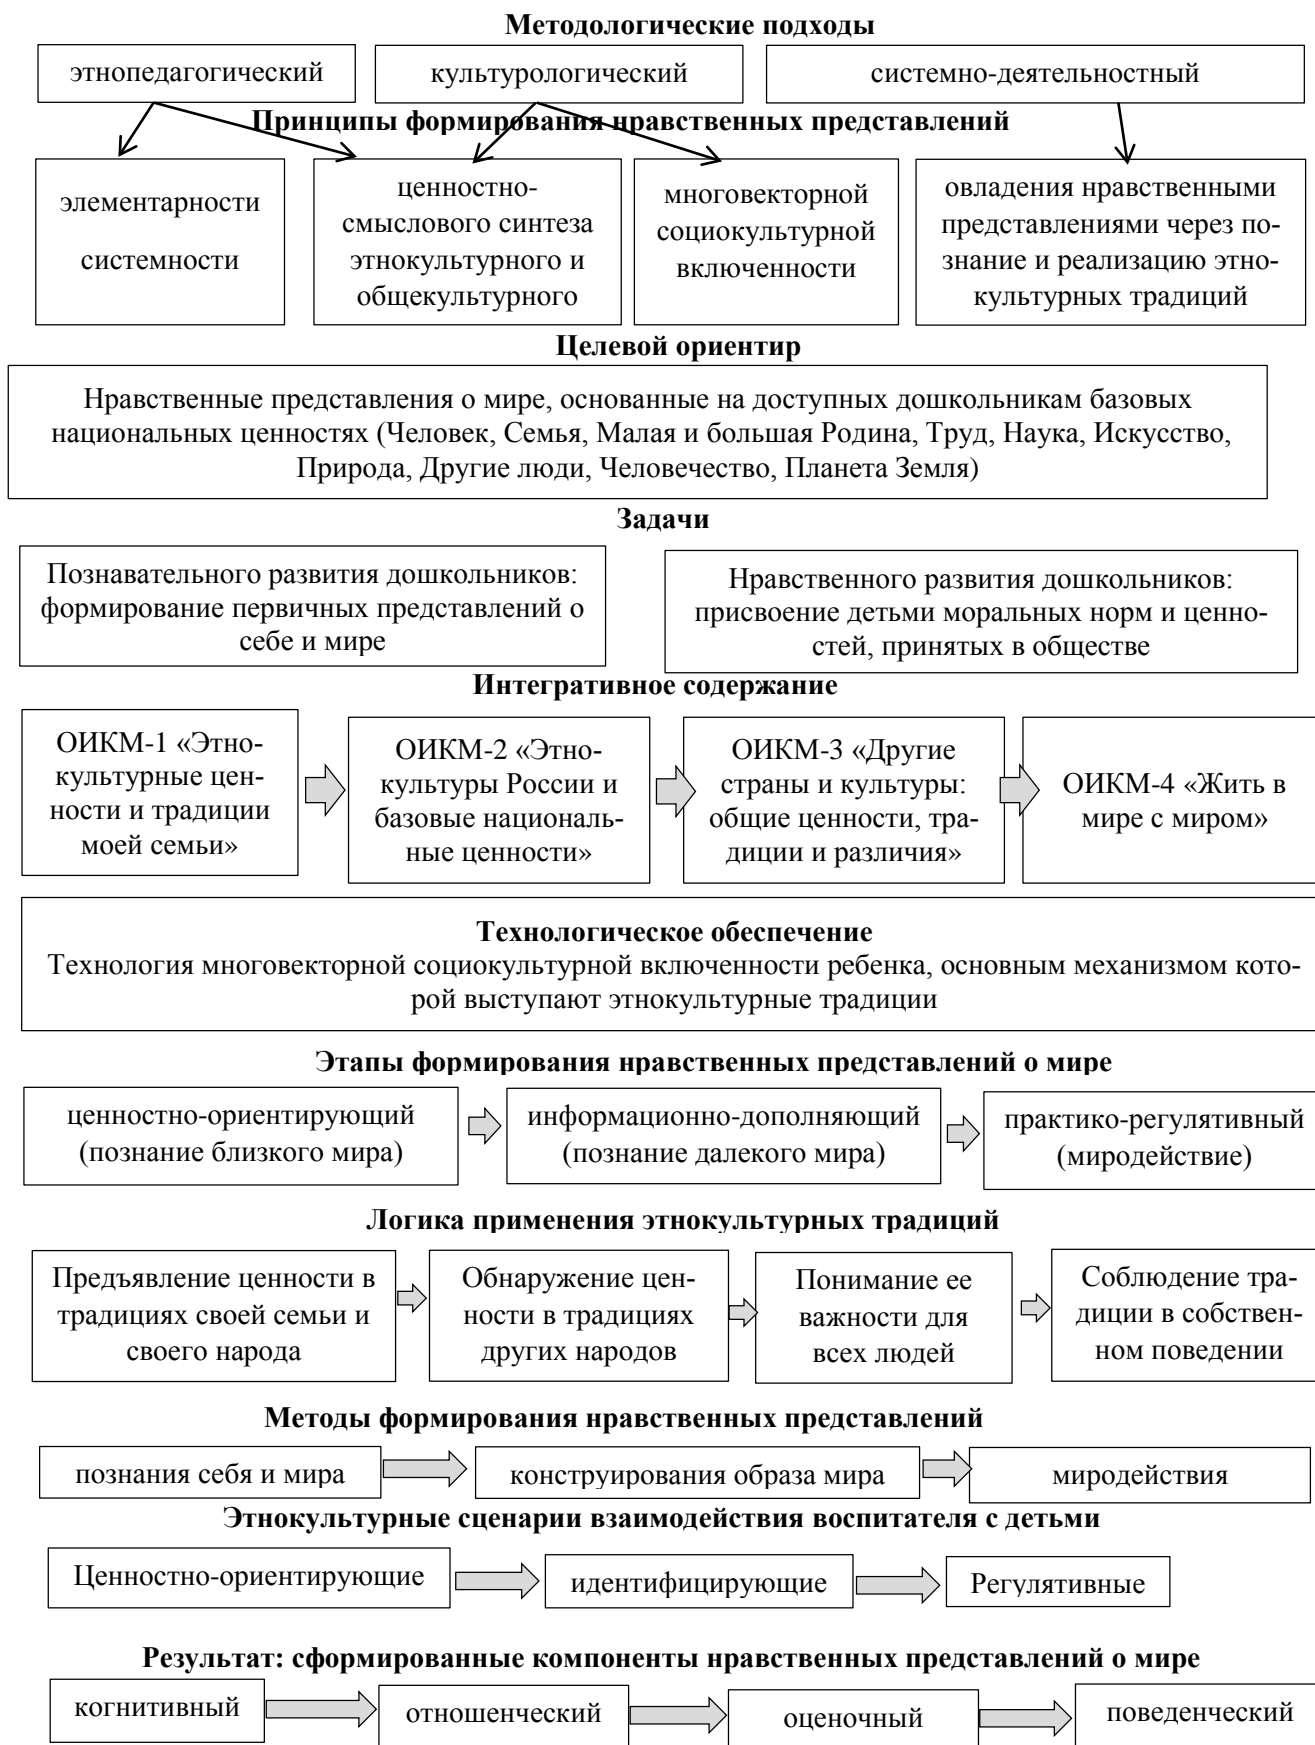 Методологические подходы
этнопедагогический
культурологический
системно-деятельностный
Принципы формирования нравственных представлений
элементарности
системности
ценностно-
смыслового синтеза
этнокультурного и
общекультурного
многовекторной
социокультурной
включенности
овладения нравственными
представлениями через по-
знание и реализацию этно-
культурных традиций
Целевой ориентир
Нравственные представления о мире, основанные на доступных дошкольникам базовых
национальных ценностях (Человек, Семья, Малая и большая Родина, Труд, Наука, Искусство,
Природа, Другие люди, Человечество, Планета Земля)
Задачи
Познавательного развития дошкольников:
формирование первичных представлений о
себе и мире
Нравственного развития дошкольников:
присвоение детьми моральных норм и ценно-
стей, принятых в обществе
Интегративное содержание
ОИКМ-1 «Этно-
культурные цен-
ности и традиции
моей семьи»
ОИКМ-2 «Этно-
культуры России и
базовые националь-
ные ценности»
ОИКМ-3 «Другие
страны и культуры:
общие ценности, тра-
диции и различия»
ОИКМ-4 «Жить в
мире с миром»
Технологическое обеспечение
Технология многовекторной социокультурной включенности ребенка, основным механизмом кото-
рой выступают этнокультурные традиции
Этапы формирования нравственных представлений о мире
ценностно-ориентирующий
(познание близкого мира)
информационно-дополняющий
(познание далекого мира)
практико-регулятивный
(миродействие)
Логика применения этнокультурных традиций
Предъявление ценности в
традициях своей семьи и
своего народа
Обнаружение цен-
ности в традициях
других народов
Понимание ее
важности для
всех людей
Соблюдение тра-
диции в собствен-
ном поведении
Методы формирования нравственных представлений
познания себя и мира
конструирования образа мира
миродействия
Этнокультурные сценарии взаимодействия воспитателя с детьми
Ценностно-ориентирующие
идентифицирующие
Регулятивные
Результат: сформированные компоненты нравственных представлений о мире
когнитивный
отношенческий
оценочный
поведенческий